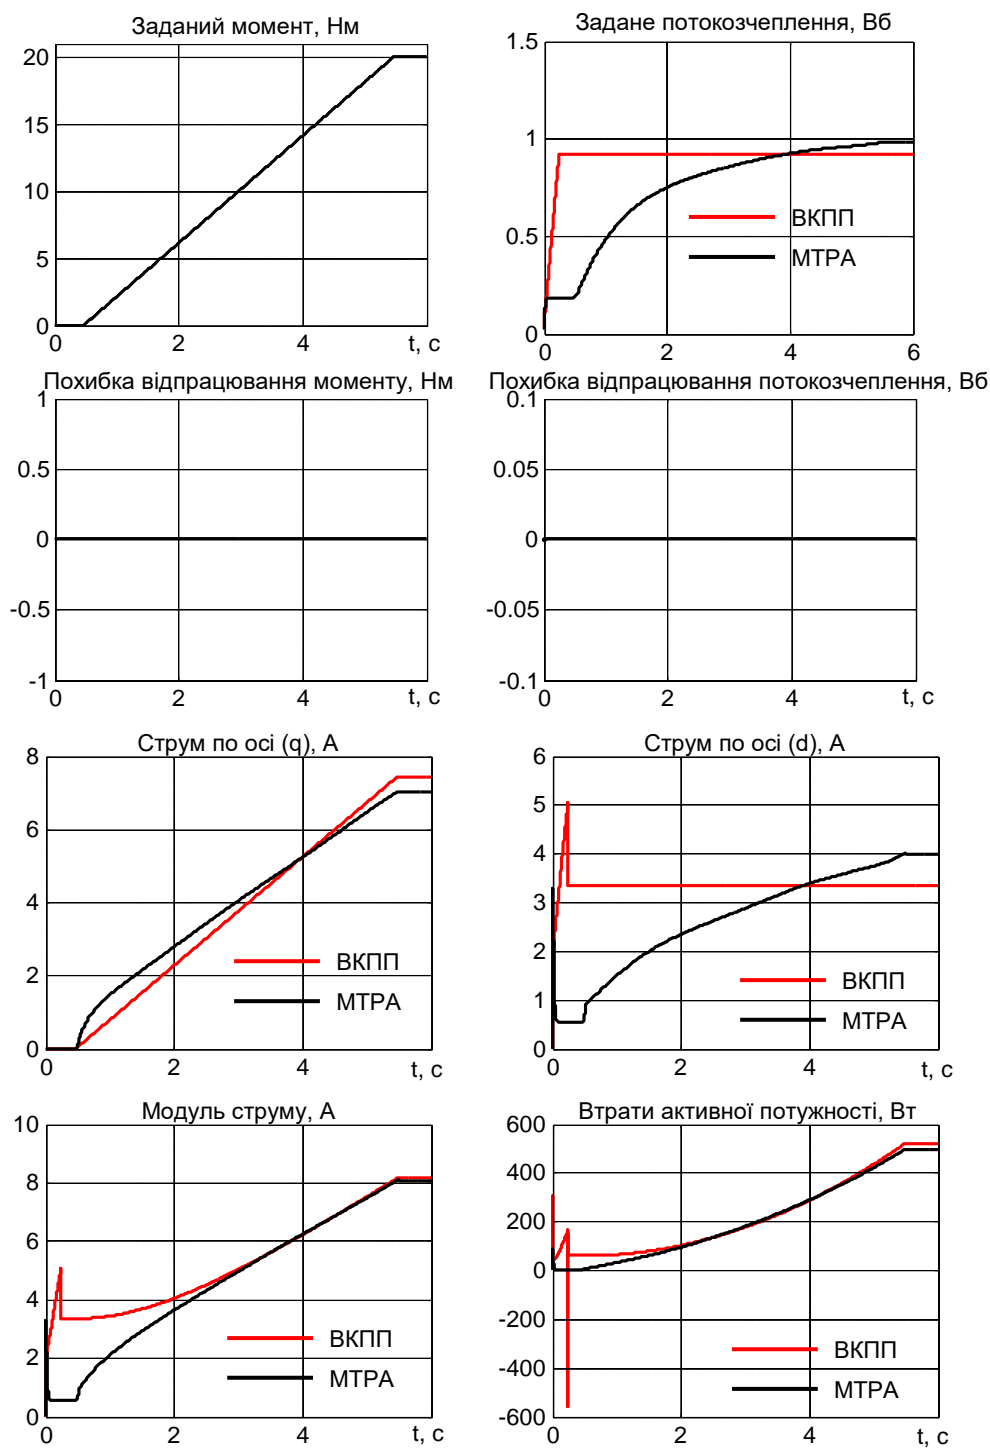 Заданий момент, Нм
20
15
10
5
0
0
2
4
t, с
Задане потокозчеплення, Вб
1.5
1
0.5
0
0
2
4
6
ВКПП
МТРА
Похибка відпрацювання моменту, Нм
1
0.5
0
-0.5
-1
0
2
4
t, с
Похибка відпрацювання потокозчеплення, Вб
0.1
0.05
0
-0.05
-0.1
0
2
4
t, с
Струм по осі (q), А
8
6
4
2
0
0
2
4
t, с
ВКПП
МТРА
Струм по осі (d), А
6
5
4
3
2
1
0
0
2
4
t, с
ВКПП
МТРА
Модуль струму, А
10
8
6
4
2
0
0
2
4
t, с
ВКПП
МТРА
Втрати активної потужності, Вт
600
400
200
0
-200
-400
-600
0
2
4
t, с
ВКПП
МТРА